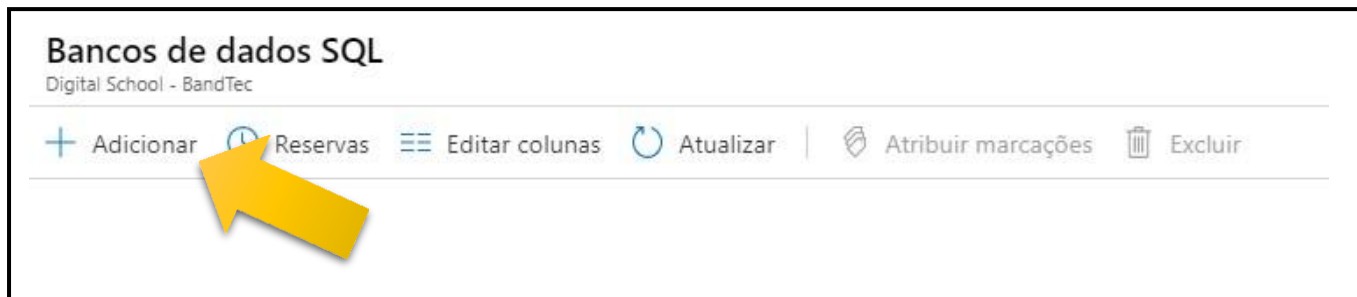 Bancos de dados SQL
Digital School - BandTec
Adicionar Reservas Editar colunas Atualizar Atribuir marcações Excluir